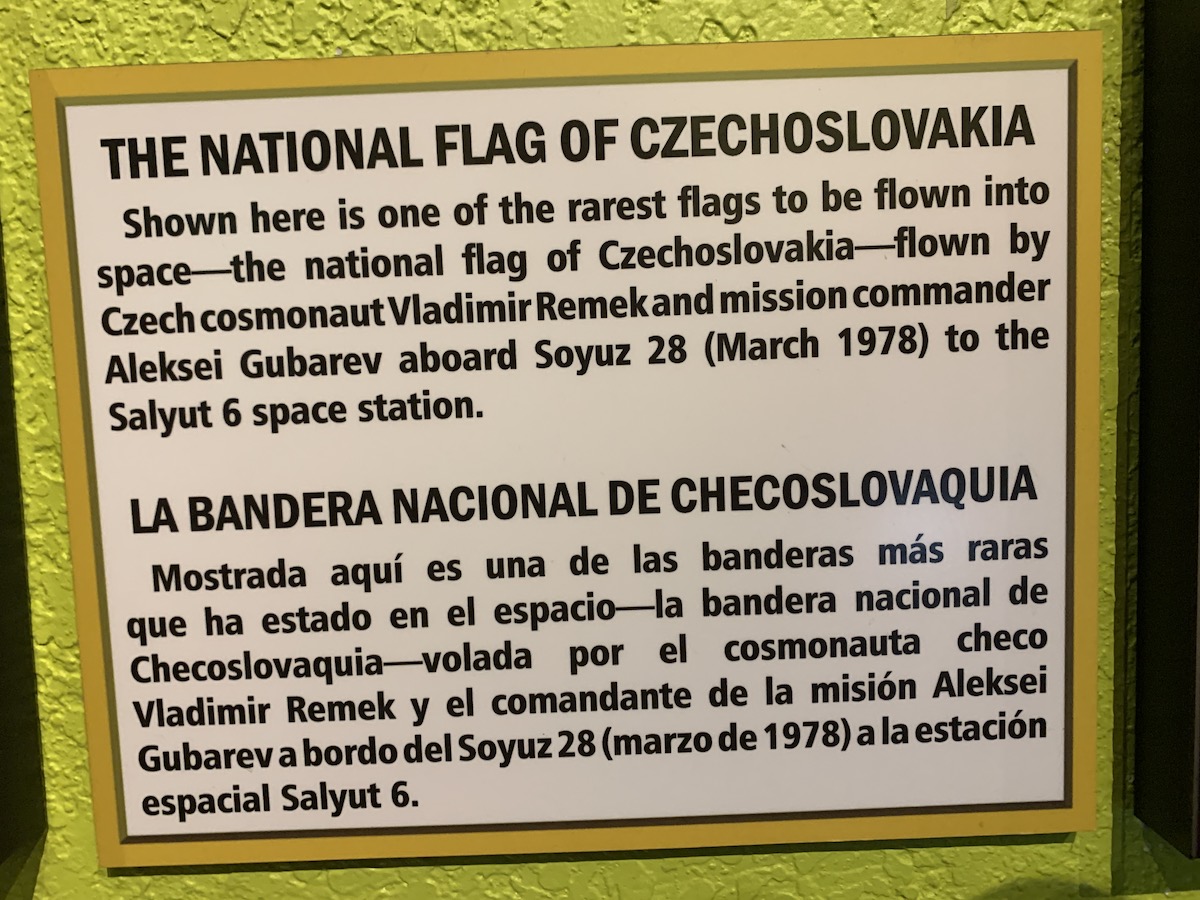 THE NATIONAL FLAG OF CZECHOSLOVAKIA
Shown here is one of the rarest flags to be flown into
space—the national flag of Czechoslovakia—flown by
Czech cosmonaut Vladimir Remek and mission commander
Aleksei Gubarev aboard Soyuz 28 (March 1978) to the
Salyut 6 space station.
LA BANDERA NACIONAL DE CHECOSLOVAQUIA
Mostrada aquí es una de las banderas más raras
que ha estado en el espacio—la bandera nacional de
Checoslovaquia—volada por el cosmonauta checo
Vladimir Remek y el comandante de la misión Aleksei
Gubarev a bordo del Soyuz 28 (marzo de 1978) a la estación
espacial Salyut 6.